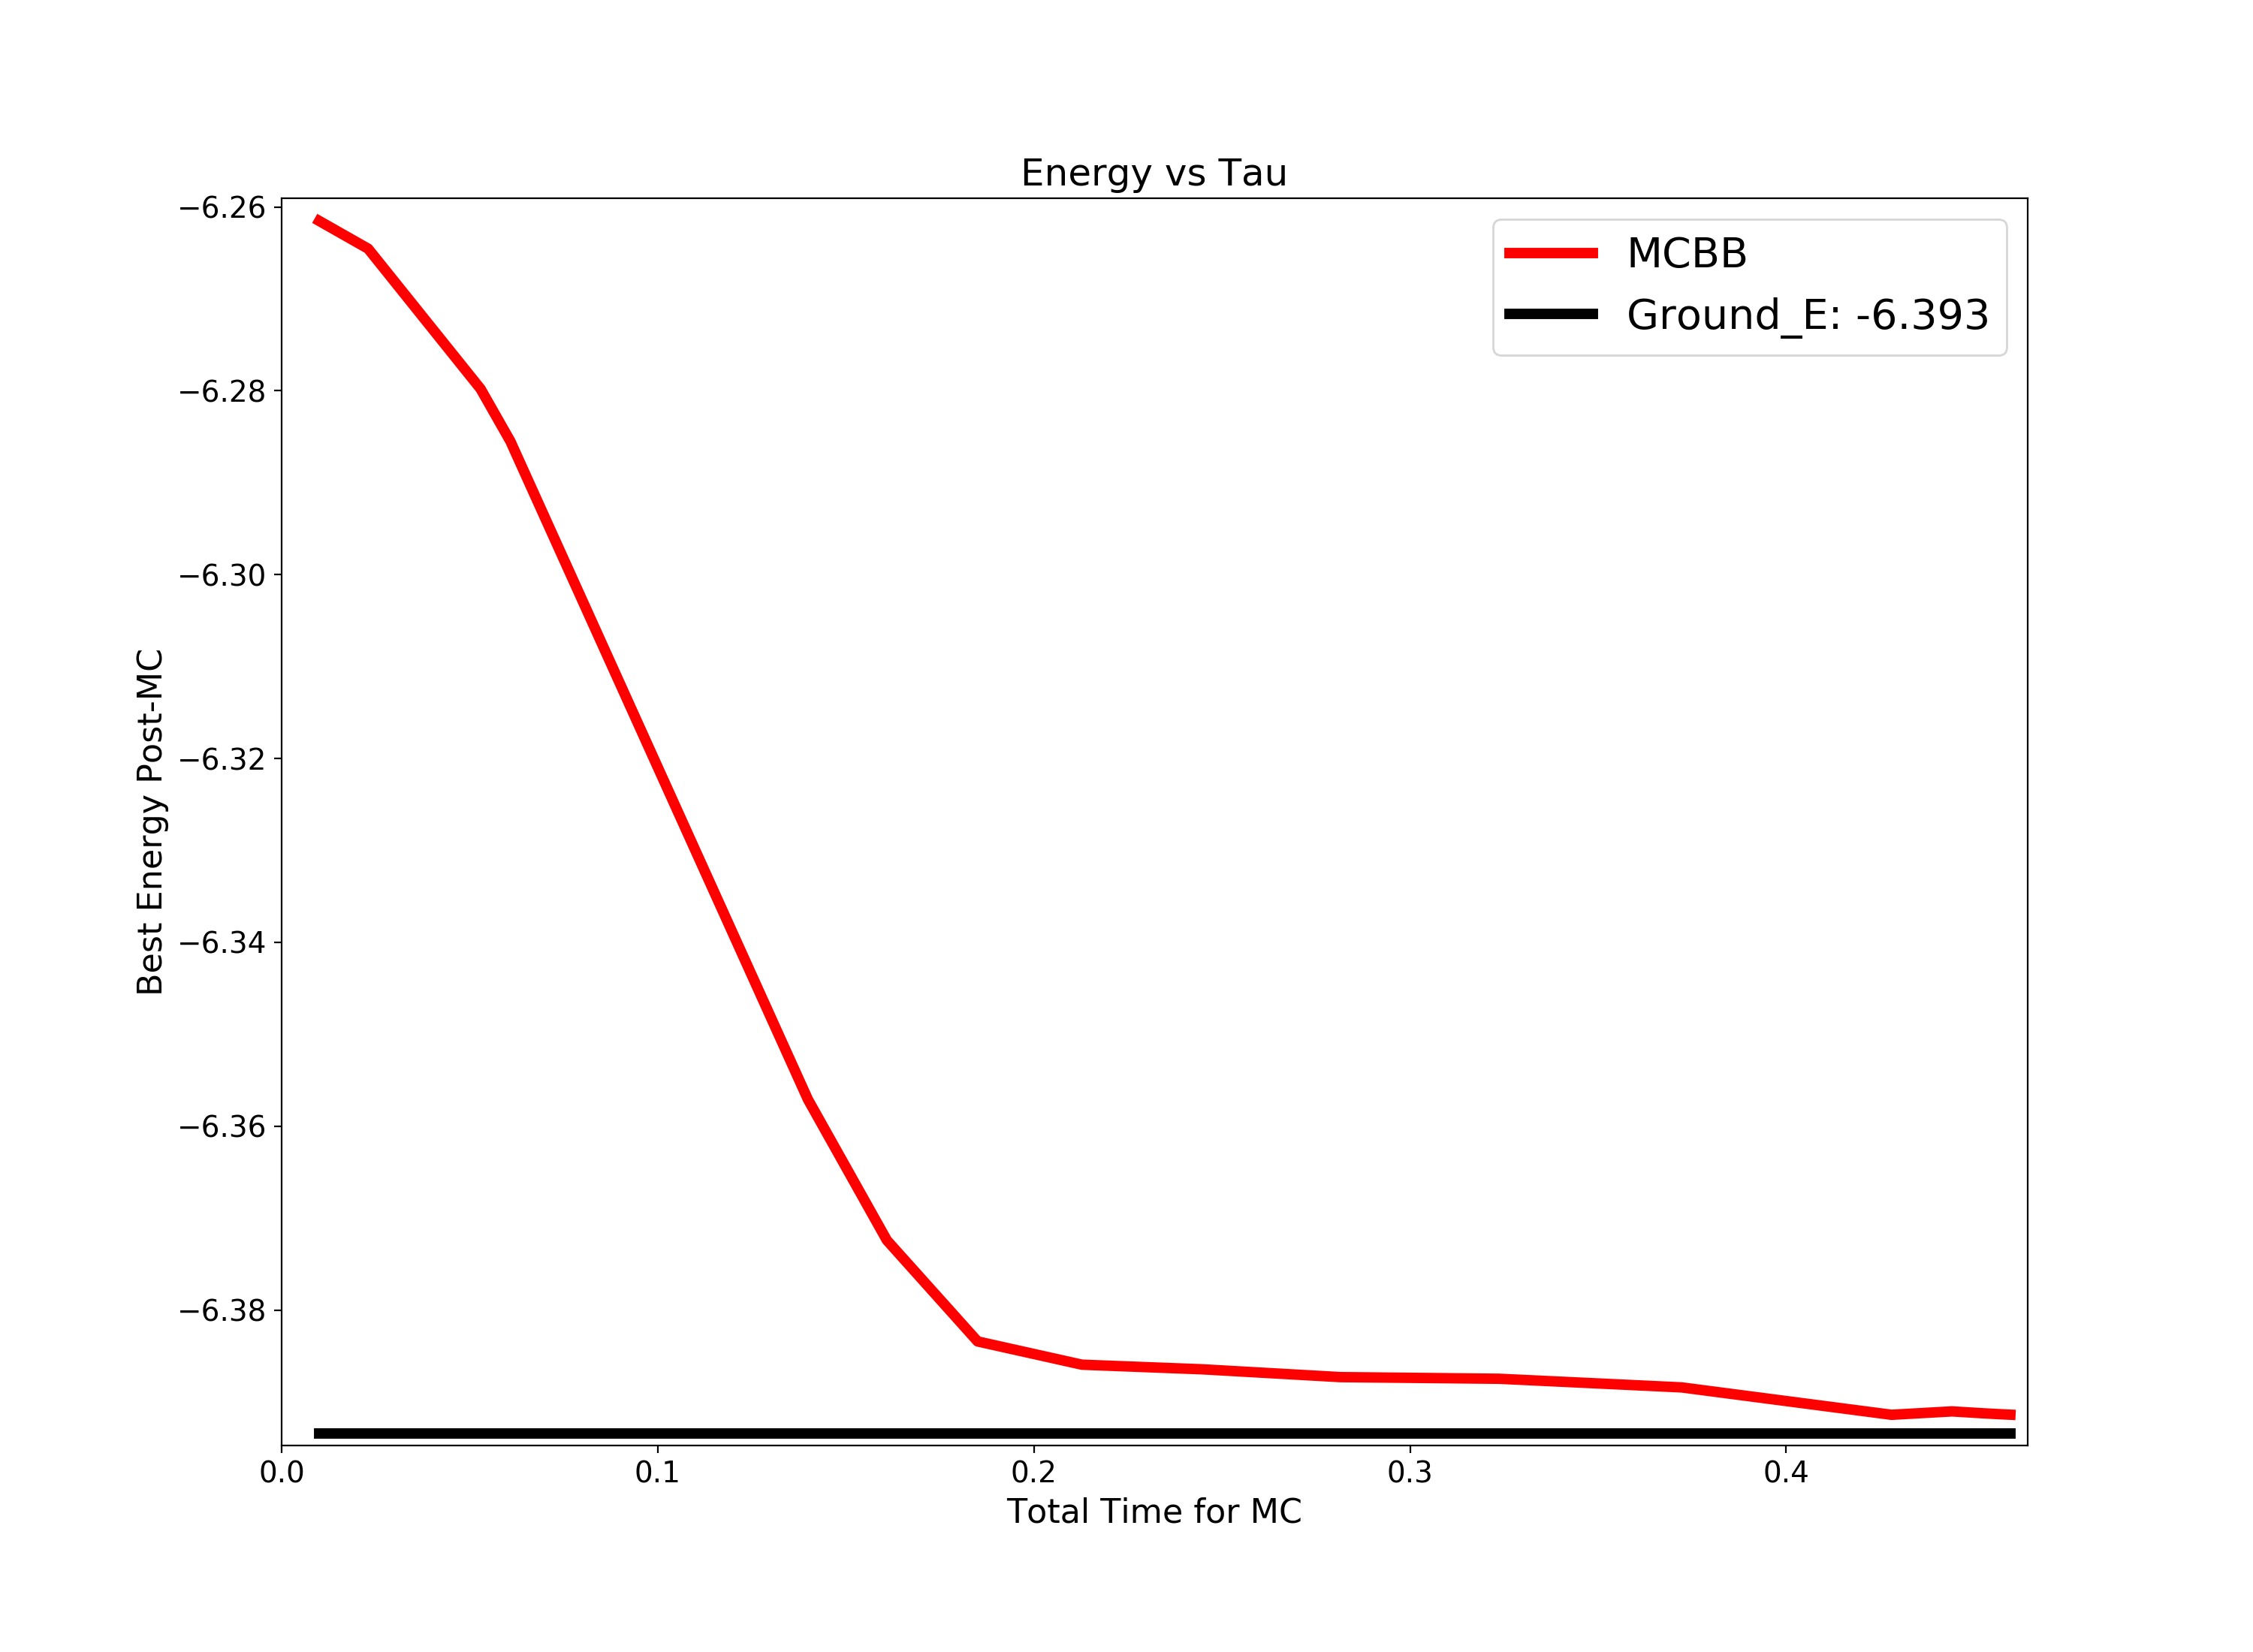 Energy vs Tau
MCBB
Ground_E: -6.393
Best Energy Post-MC
−6.26
−6.28
−6.30
−6.32
−6.34
−6.36
−6.38
0.0 0.1 0.2 0.3 0.4
Total Time for MC